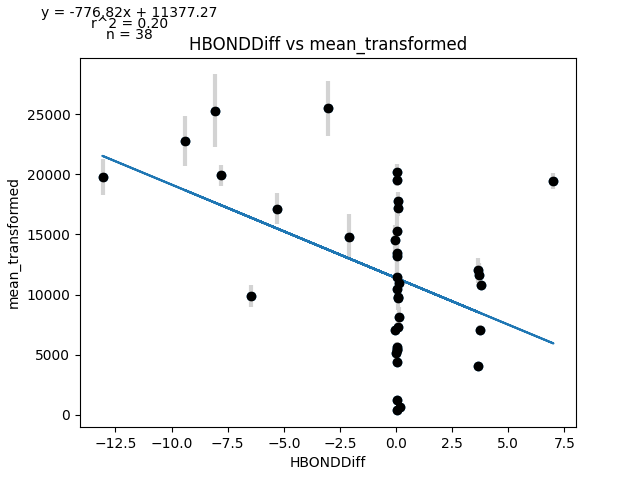 y = -776.82x + 11377.27
r^2 = 0.20
n = 38
HBONDDiff vs mean_transformed
mean_transformed
25000
20000
15000
10000
5000
0
−12.5 −10.0 −7.5 −5.0 −2.5 0.0 2.5 5.0 7.5
HBONDDiff